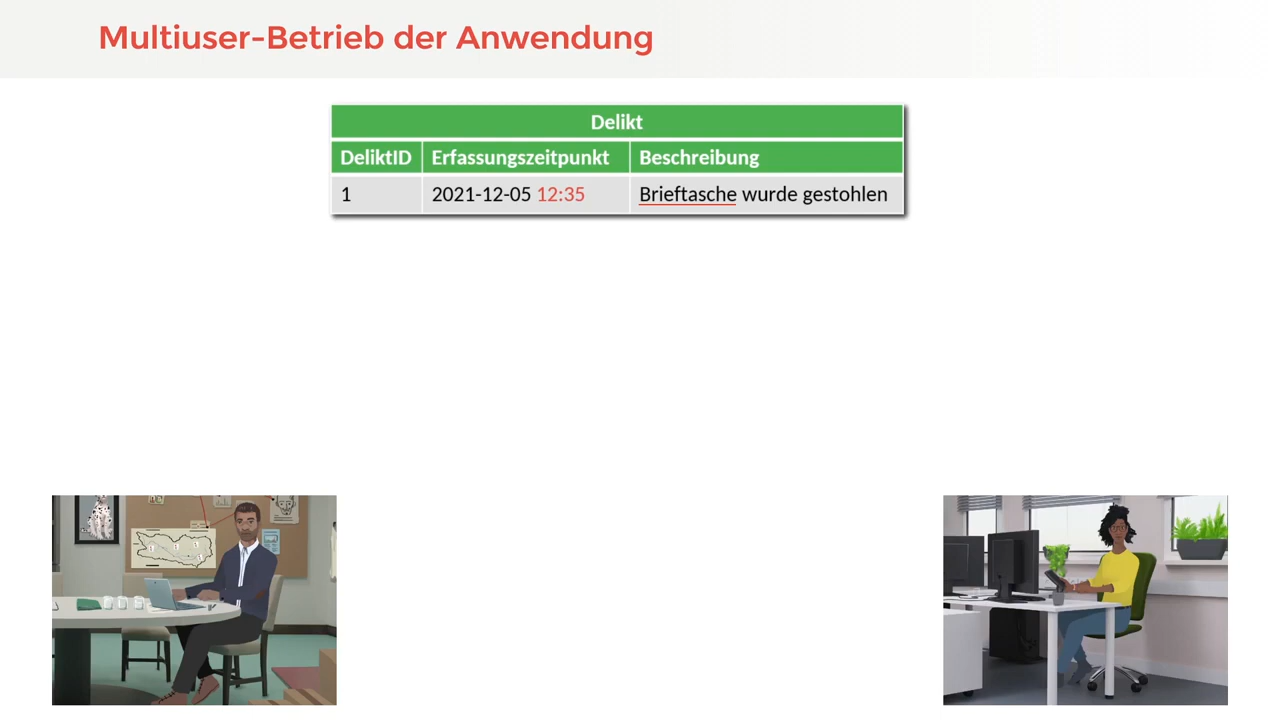 Multiuser-Betrieb der Anwendung
Delikt
DeliktID Erfassungszeitpunkt Beschreibung
1 2021-12-05 12:35 Brieftasche wurde gestohlen